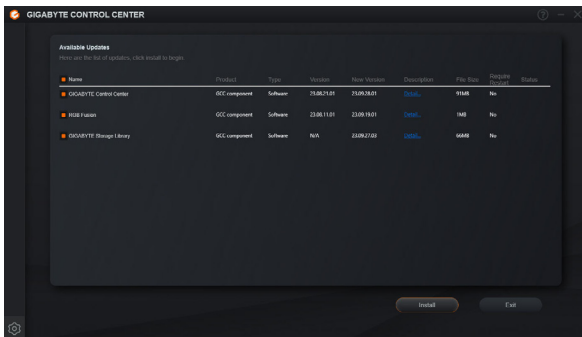 GIGABYTE CONTROL CENTER
Available Updates
Here are the list of updates, click install to begin.
Name Product Type Version New Version Description File Size Require Restart Status
GIGABYTE Control Center GCC component Software 23.08.21.01 23.09.28.01 Detail... 91MB No
RGB Fusion GCC component Software 23.08.11.01 23.09.19.01 Detail... 1MB No
GIGABYTE Storage Library GCC component Software N/A 23.09.27.03 Detail... 66MB No
Install Exit